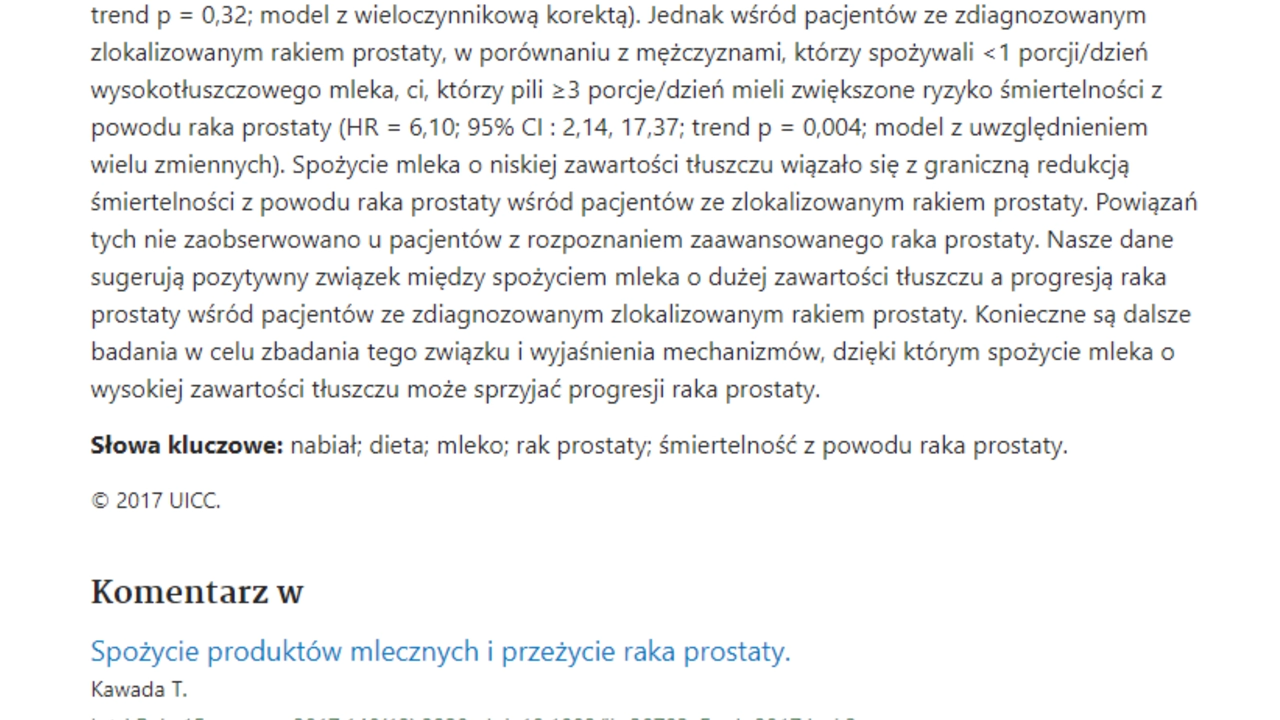 trend p = 0,32; model z wieloczynnikową korektą). Jednak wśród pacjentów ze zdiagnozowanym
zlokalizowanym rakiem prostaty, w porównaniu z mężczyznami, którzy spożywali <1 porcji/dzień
wysokotłuszczowego mleka, ci, którzy pili ≥3 porcje/dzień mieli zwiększone ryzyko śmiertelności z
powodu raka prostaty (HR = 6,10; 95% CI : 2,14, 17,37; trend p = 0,004; model z uwzględnieniem
wielu zmiennych). Spożycie mleka o niskiej zawartości tłuszczu wiązało się z graniczną redukcją
śmiertelności z powodu raka prostaty wśród pacjentów ze zlokalizowanym rakiem prostaty. Powiązań
tych nie zaobserwowano u pacjentów z rozpoznaniem zaawansowanego raka prostaty. Nasze dane
sugerują pozytywny związek między spożyciem mleka o dużej zawartości tłuszczu a progresją raka
prostaty wśród pacjentów ze zdiagnozowanym zlokalizowanym rakiem prostaty. Konieczne są dalsze
badania w celu zbadania tego związku i wyjaśnienia mechanizmów, dzięki którym spożycie mleka o
wysokiej zawartości tłuszczu może sprzyjać progresji raka prostaty.
Słowa kluczowe: nabiał; dieta; mleko; rak prostaty; śmiertelność z powodu raka prostaty.
© 2017 UICC.
Komentarz w
Spożycie produktów mlecznych i przeżycie raka prostaty.
Kawada T.